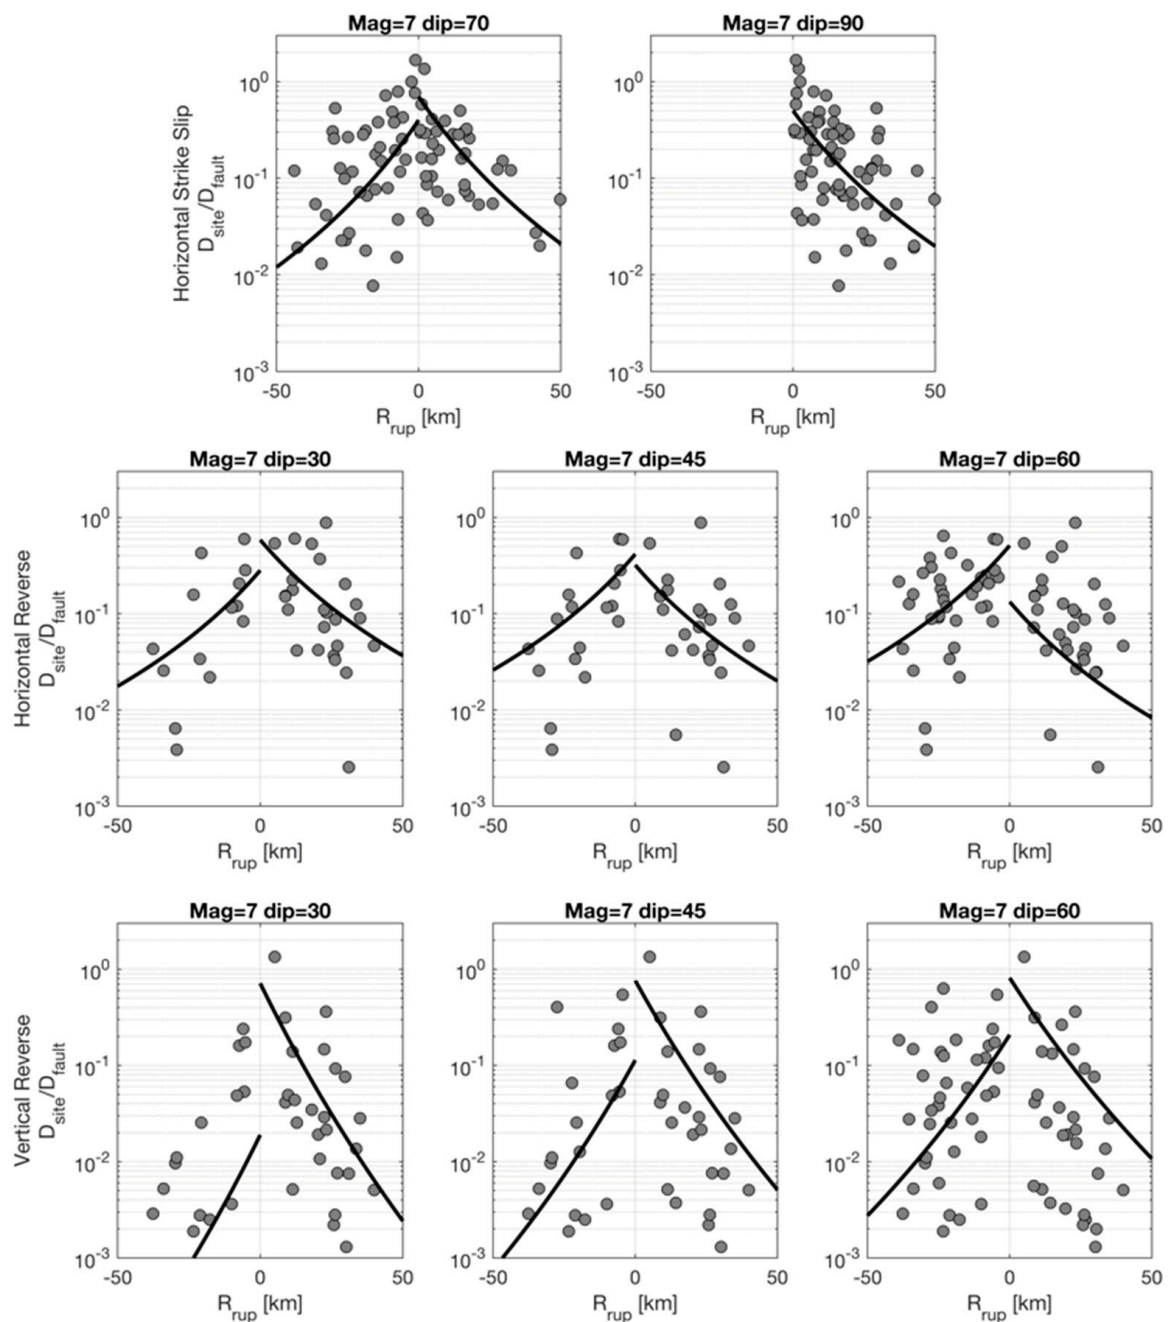 Mag=7 dip=70
Mag=7 dip=90
Horizontal Strike Slip
D_site/D_fault
10^0
10^-1
10^-2
10^-3
-50 0 50
R_rup [km]
10^0
10^-1
10^-2
10^-3
-50 0 50
R_rup [km]
Mag=7 dip=30
Mag=7 dip=45
Mag=7 dip=60
Horizontal Reverse
D_site/D_fault
10^0
10^-1
10^-2
10^-3
-50 0 50
R_rup [km]
10^0
10^-1
10^-2
10^-3
-50 0 50
R_rup [km]
10^0
10^-1
10^-2
10^-3
-50 0 50
R_rup [km]
Mag=7 dip=30
Mag=7 dip=45
Mag=7 dip=60
Vertical Reverse
D_site/D_fault
10^0
10^-1
10^-2
10^-3
-50 0 50
R_rup [km]
10^0
10^-1
10^-2
10^-3
-50 0 50
R_rup [km]
10^0
10^-1
10^-2
10^-3
-50 0 50
R_rup [km]